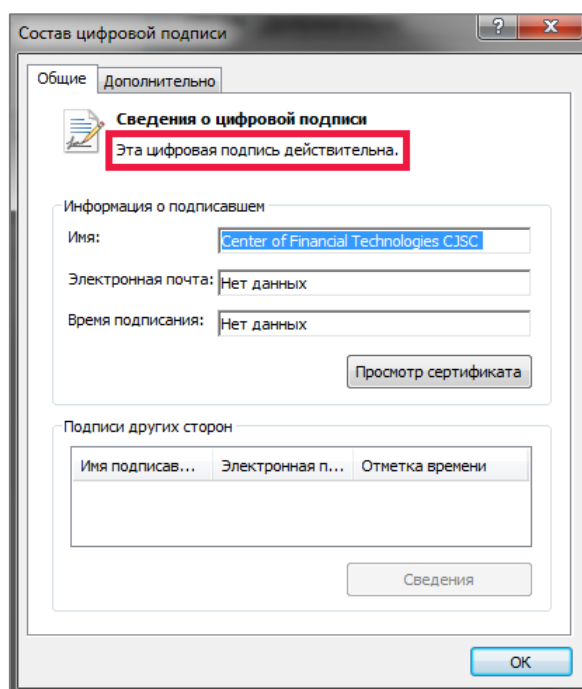 Состав цифровой подписи
Общие Дополнительно
Сведения о цифровой подписи
Эта цифровая подпись действительна.
Информация о подписавшем
Имя: Center of Financial Technologies CJSC
Электронная почта: Нет данных
Время подписания: Нет данных
Просмотр сертификата
Подписи других сторон
Имя подписав... Электронная п... Отметка времени
Сведения
ОК